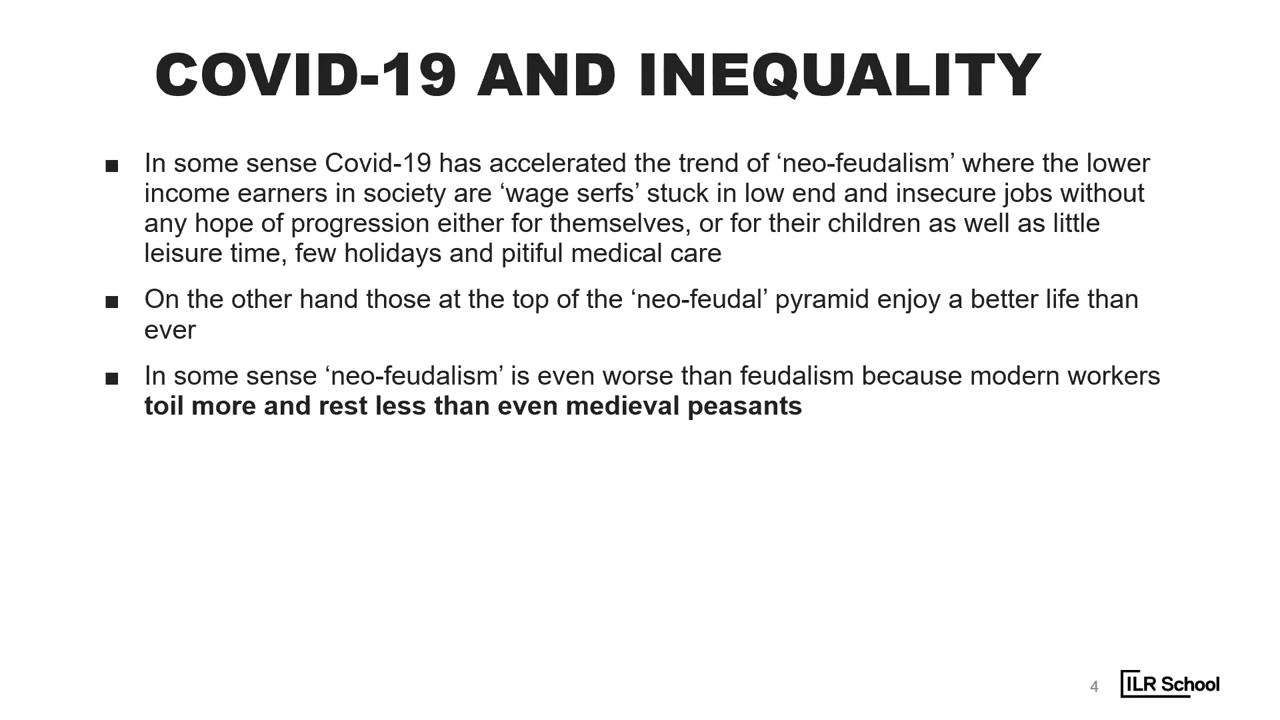 COVID-19 AND INEQUALITY
■ In some sense Covid-19 has accelerated the trend of ‘neo-feudalism’ where the lower
income earners in society are ‘wage serfs’ stuck in low end and insecure jobs without
any hope of progression either for themselves, or for their children as well as little
leisure time, few holidays and pitiful medical care
■ On the other hand those at the top of the ‘neo-feudal’ pyramid enjoy a better life than
ever
■ In some sense ‘neo-feudalism’ is even worse than feudalism because modern workers
toil more and rest less than even medieval peasants
4
ILR School